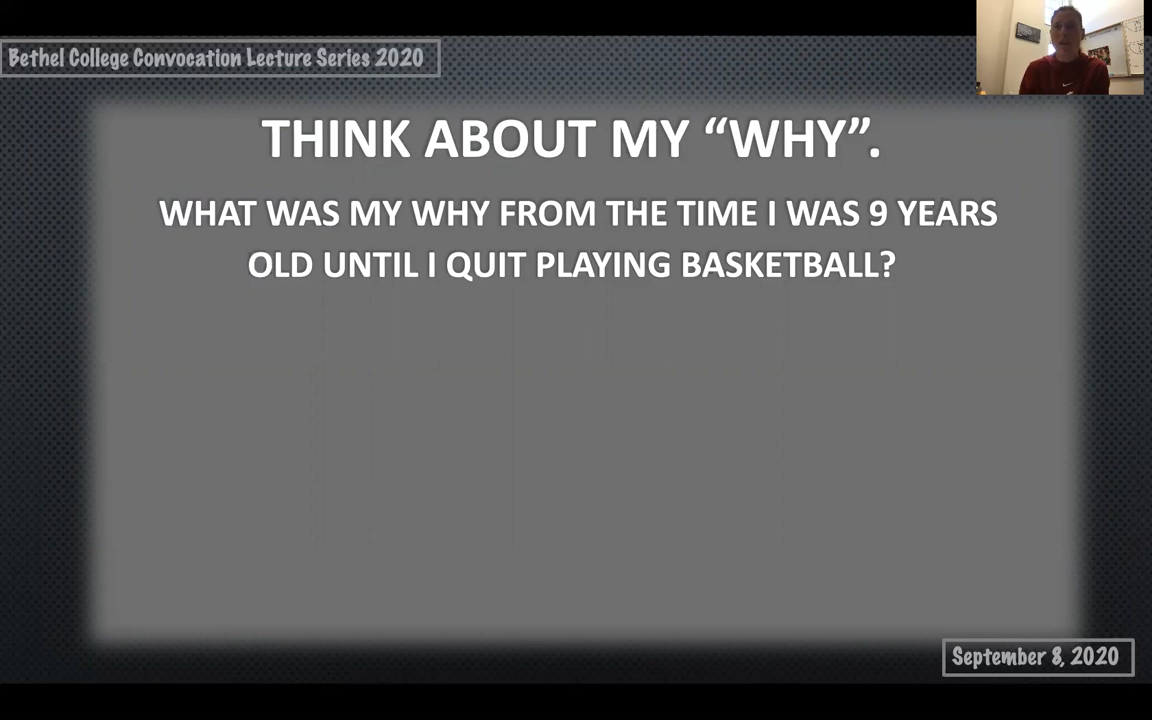 Bethel College Convocation Lecture Series 2020
THINK ABOUT MY “WHY”.
WHAT WAS MY WHY FROM THE TIME I WAS 9 YEARS
OLD UNTIL I QUIT PLAYING BASKETBALL?
September 8, 2020